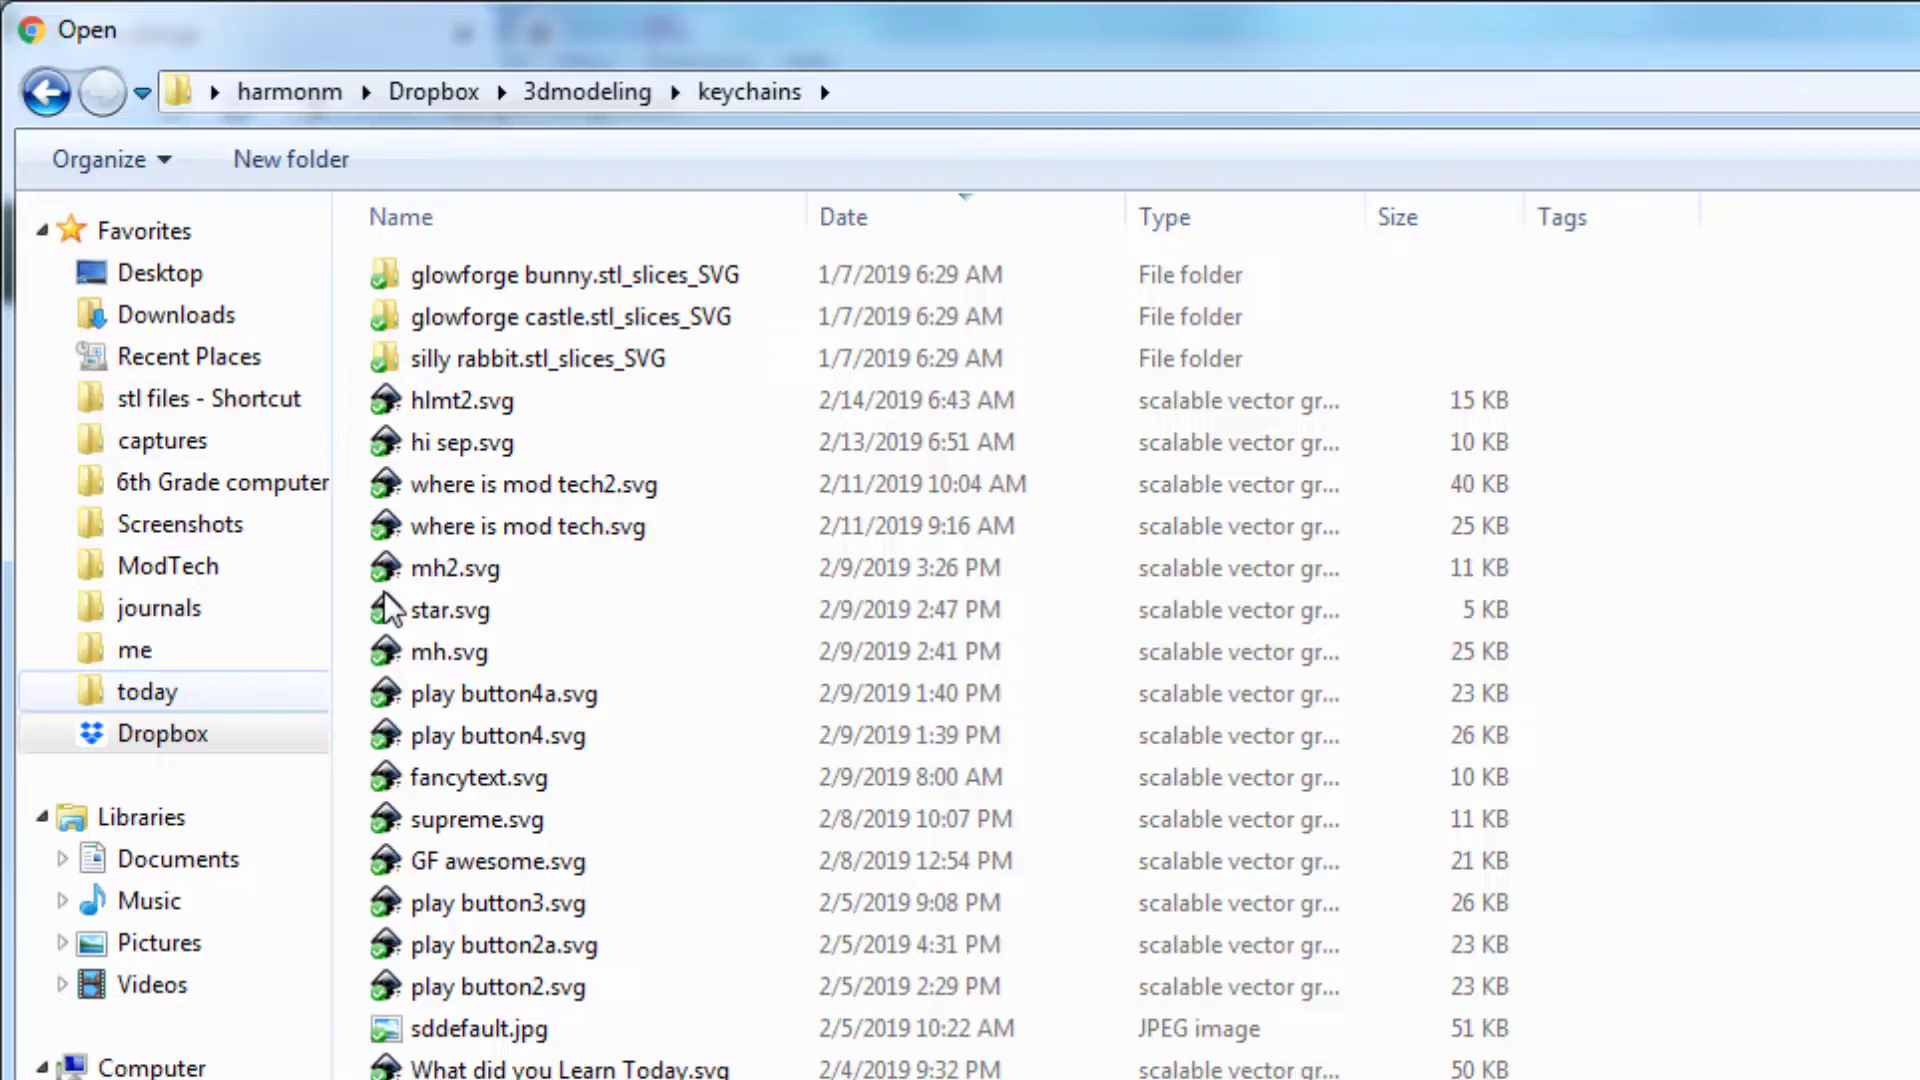 Open
harmonm Dropbox 3dmodeling keychains
Organize New folder
Name Date Type Size Tags
Favorites
Desktop
Downloads
Recent Places
stl files - Shortcut
captures
6th Grade computer
Screenshots
ModTech
journals
me
today
Dropbox
Libraries
Documents
Music
Pictures
Videos
Computer
glowforge bunny.stl_slices_SVG 1/7/2019 6:29 AM File folder
glowforge castle.stl_slices_SVG 1/7/2019 6:29 AM File folder
silly rabbit.stl_slices_SVG 1/7/2019 6:29 AM File folder
hlmt2.svg 2/14/2019 6:43 AM scalable vector gr... 15 KB
hi sep.svg 2/13/2019 6:51 AM scalable vector gr... 10 KB
where is mod tech2.svg 2/11/2019 10:04 AM scalable vector gr... 40 KB
where is mod tech.svg 2/11/2019 9:16 AM scalable vector gr... 25 KB
mh2.svg 2/9/2019 3:26 PM scalable vector gr... 11 KB
star.svg 2/9/2019 2:47 PM scalable vector gr... 5 KB
mh.svg 2/9/2019 2:41 PM scalable vector gr... 25 KB
play button4a.svg 2/9/2019 1:40 PM scalable vector gr... 23 KB
play button4.svg 2/9/2019 1:39 PM scalable vector gr... 26 KB
fancytext.svg 2/9/2019 8:00 AM scalable vector gr... 10 KB
supreme.svg 2/8/2019 10:07 PM scalable vector gr... 11 KB
GF awesome.svg 2/8/2019 12:54 PM scalable vector gr... 21 KB
play button3.svg 2/5/2019 9:08 PM scalable vector gr... 26 KB
play button2a.svg 2/5/2019 4:31 PM scalable vector gr... 23 KB
play button2.svg 2/5/2019 2:29 PM scalable vector gr... 23 KB
sddefault.jpg 2/5/2019 10:22 AM JPEG image 51 KB
What did you Learn Today.svg 2/4/2019 9:32 PM scalable vector gr... 50 KB